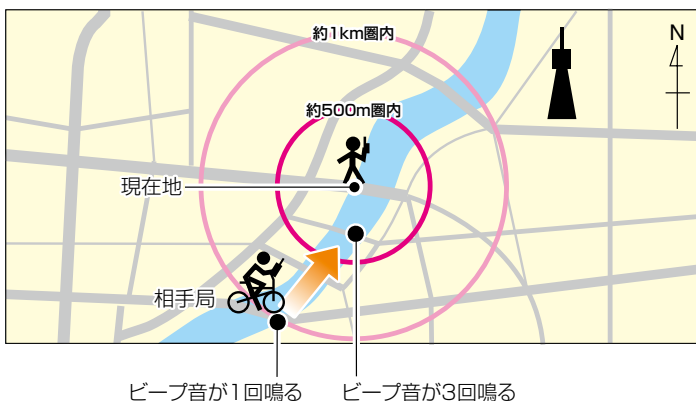 約1km圏内
N
約500m圏内
現在地
相手局
ビープ音が1回鳴る
ビープ音が3回鳴る